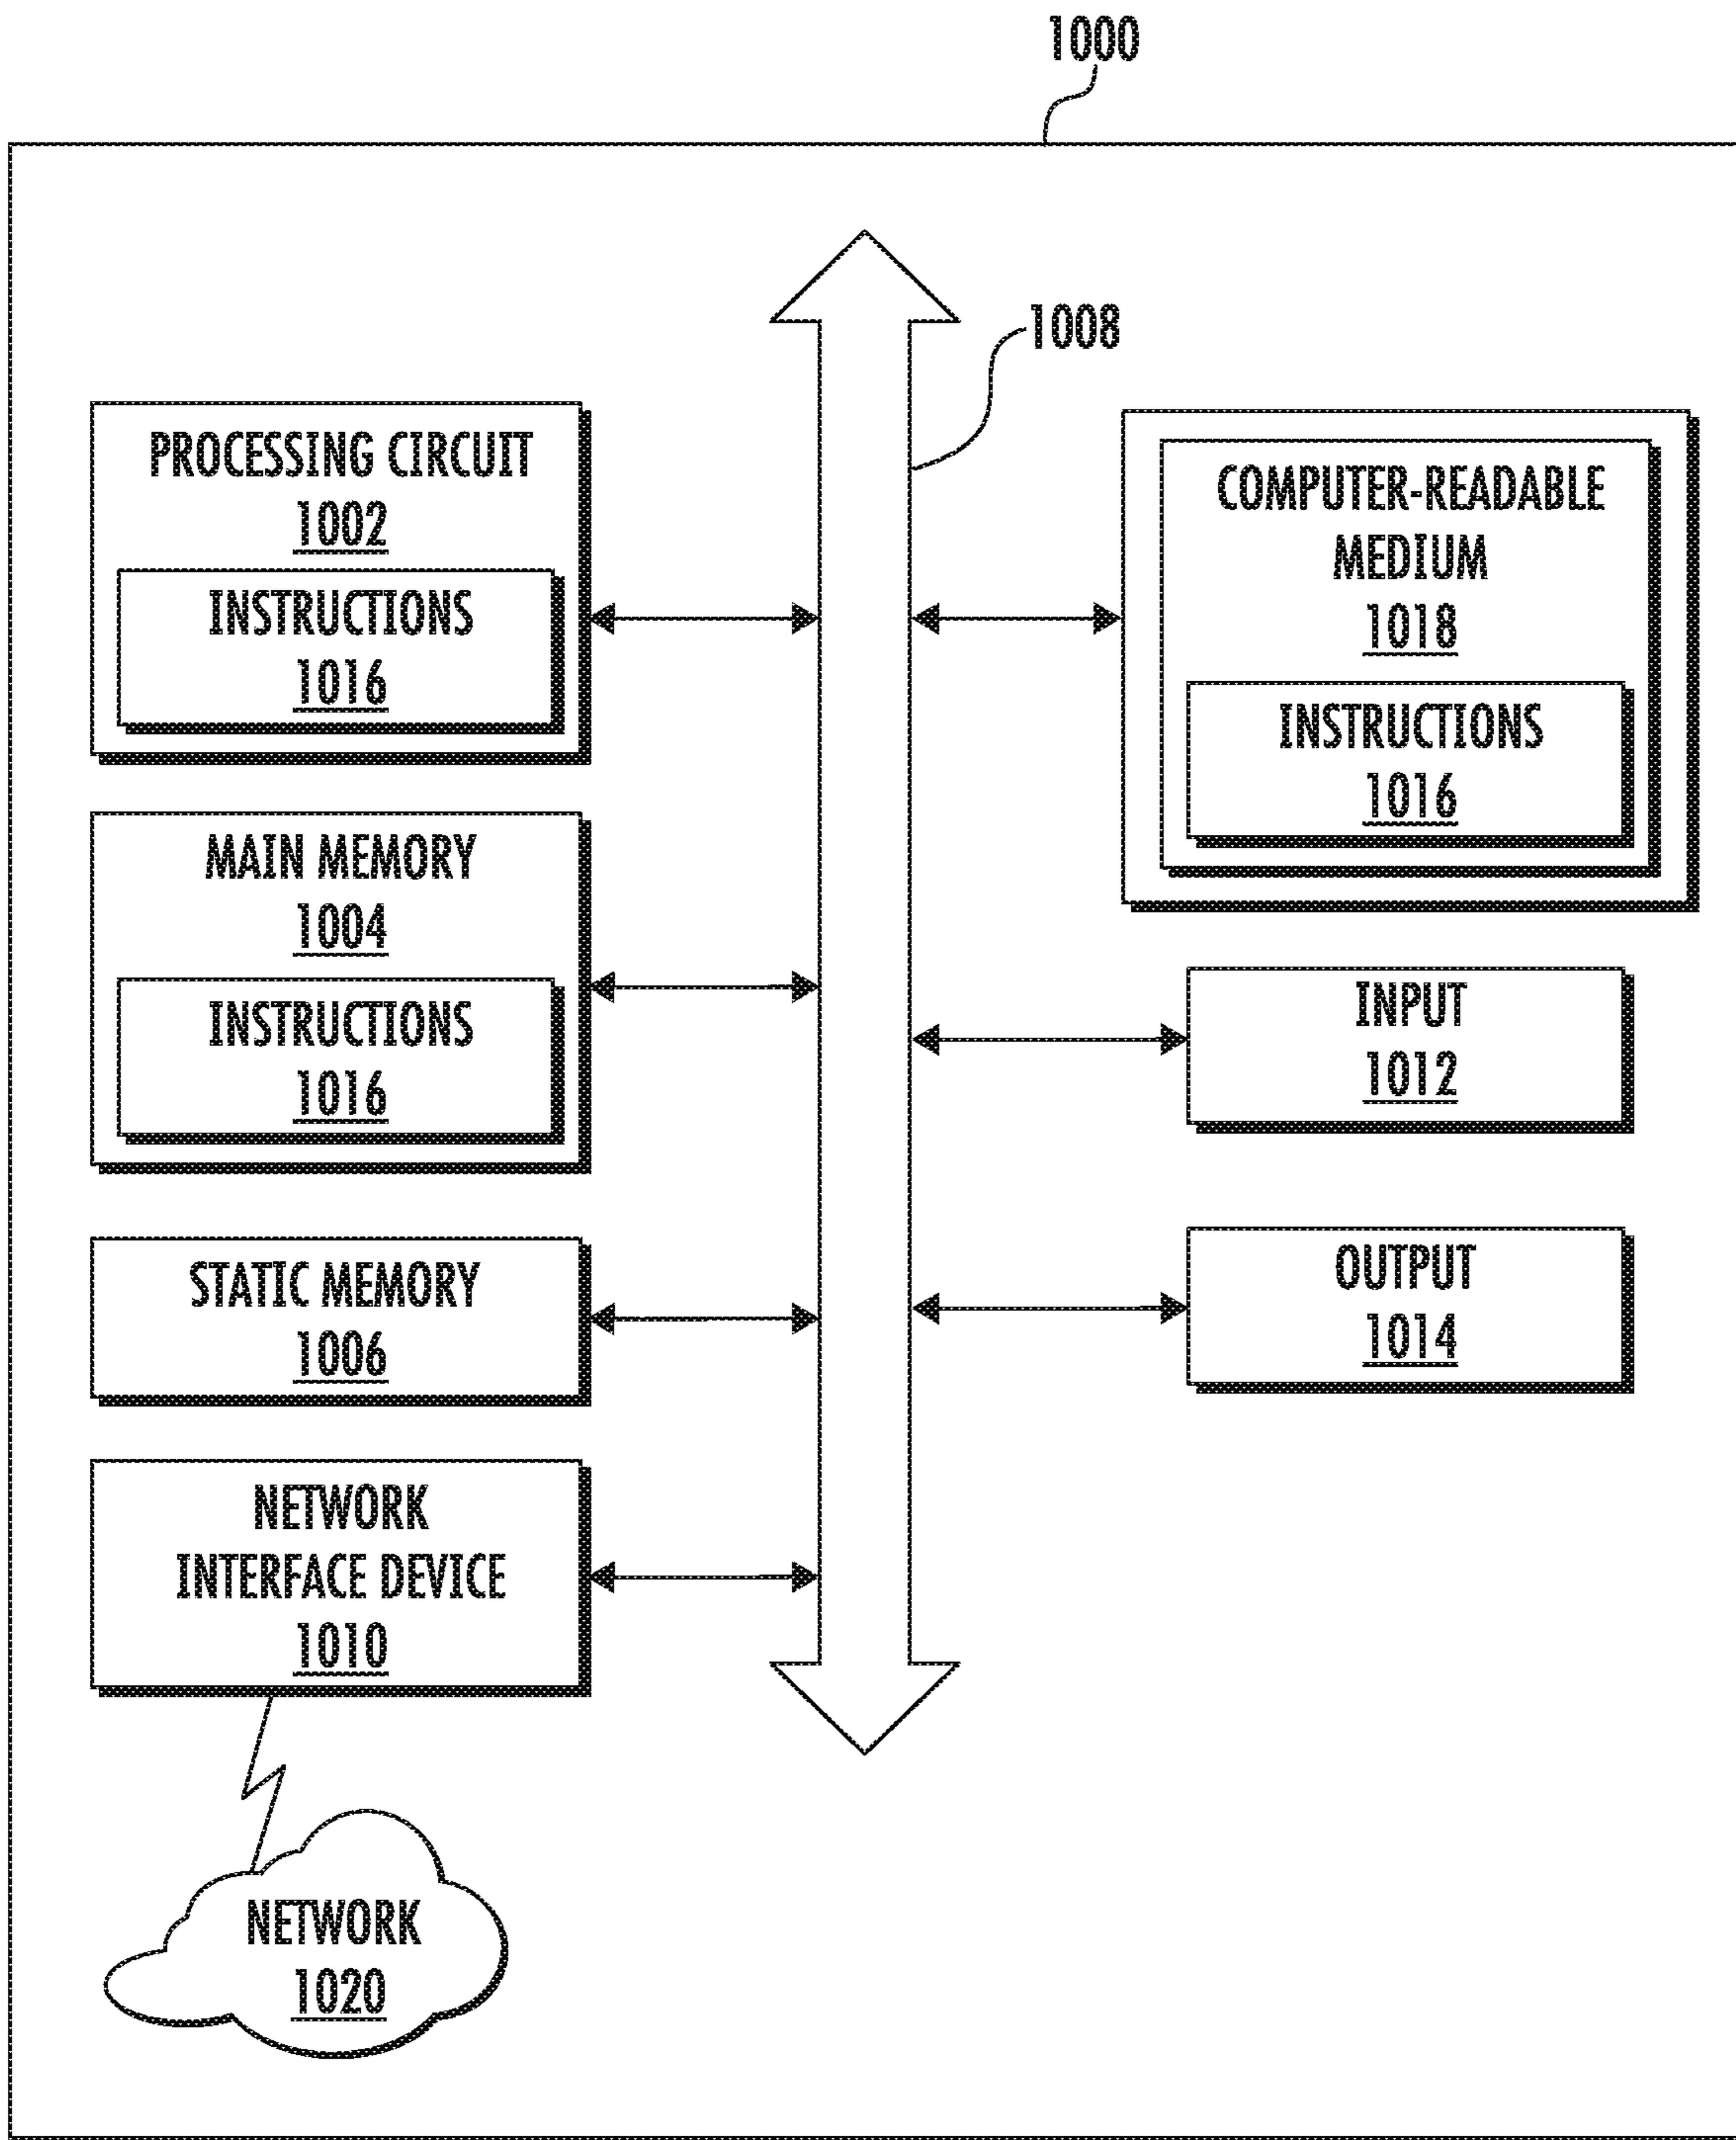 1000
1008
PROCESSING CIRCUIT
1002
INSTRUCTIONS
1016
MAIN MEMORY
1004
INSTRUCTIONS
1016
STATIC MEMORY
1006
NETWORK
INTERFACE DEVICE
1010
NETWORK
1020
COMPUTER-READABLE
MEDIUM
1018
INSTRUCTIONS
1016
INPUT
1012
OUTPUT
1014